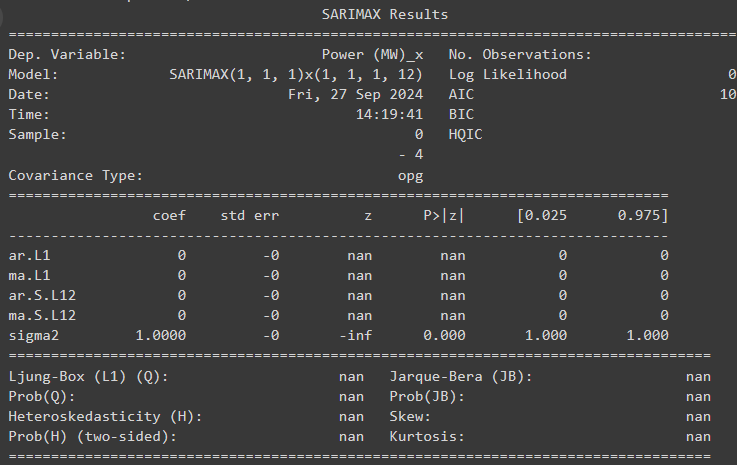 SARIMAX Results
==========================================================================================
Dep. Variable: Power (MW)_x No. Observations:
Model: SARIMAX(1, 1, 1)x(1, 1, 1, 12) Log Likelihood 0
Date: Fri, 27 Sep 2024 AIC 10
Time: 14:19:41 BIC
Sample: 0 HQIC
- 4
Covariance Type: opg
==============================================================================
coef std err z P>|z| [0.025 0.975]
------------------------------------------------------------------------------
ar.L1 0 -0 nan nan 0 0
ma.L1 0 -0 nan nan 0 0
ar.S.L12 0 -0 nan nan 0 0
ma.S.L12 0 -0 nan nan 0 0
sigma2 1.0000 -0 -inf 0.000 1.000 1.000
===================================================================================
Ljung-Box (L1) (Q): nan Jarque-Bera (JB): nan
Prob(Q): nan Prob(JB): nan
Heteroskedasticity (H): nan Skew: nan
Prob(H) (two-sided): nan Kurtosis: nan
===================================================================================